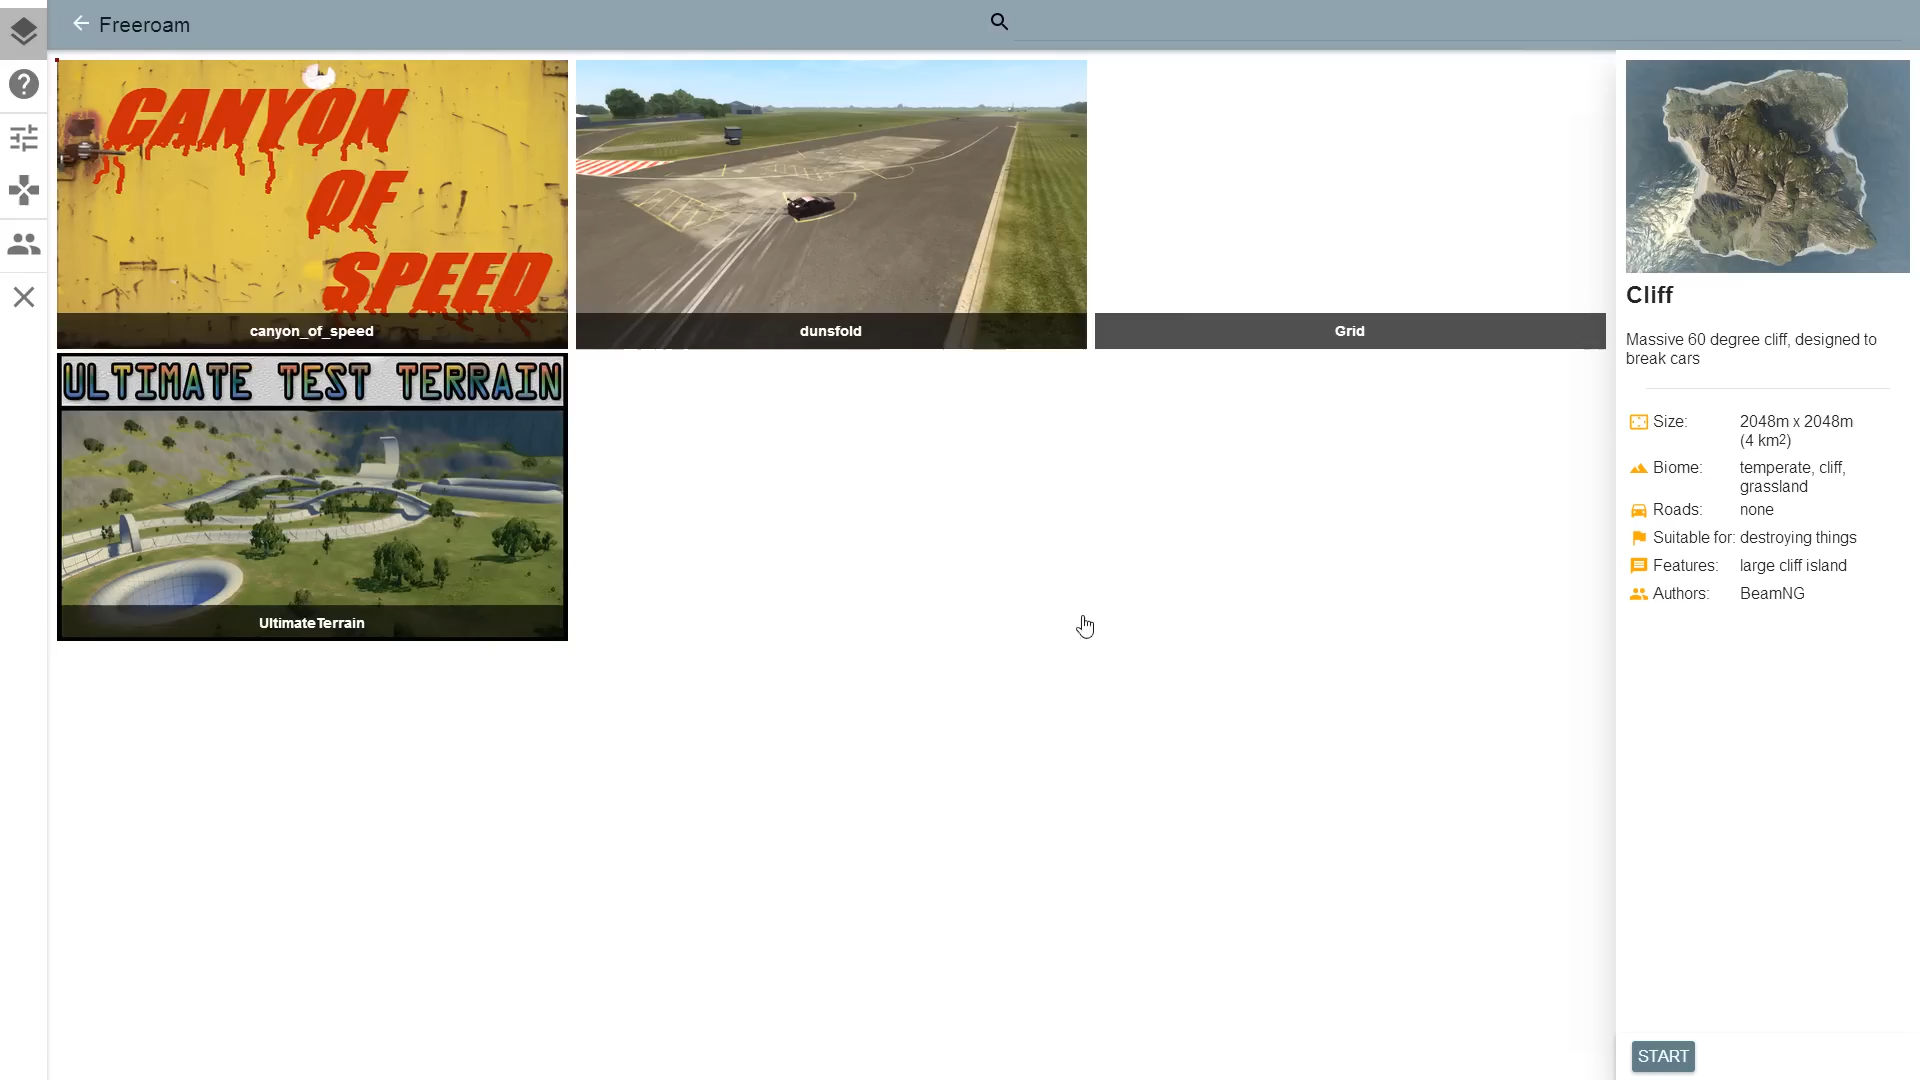 Freeroam
CANYON
OF
SPEED
canyon_of_speed
dunsfold
Grid
ULTIMATE TEST TERRAIN
UltimateTerrain
Cliff
Massive 60 degree cliff, designed to
break cars
Size: 2048m x 2048m
(4 km²)
Biome: temperate, cliff,
grassland
Roads: none
Suitable for: destroying things
Features: large cliff island
Authors: BeamNG
START